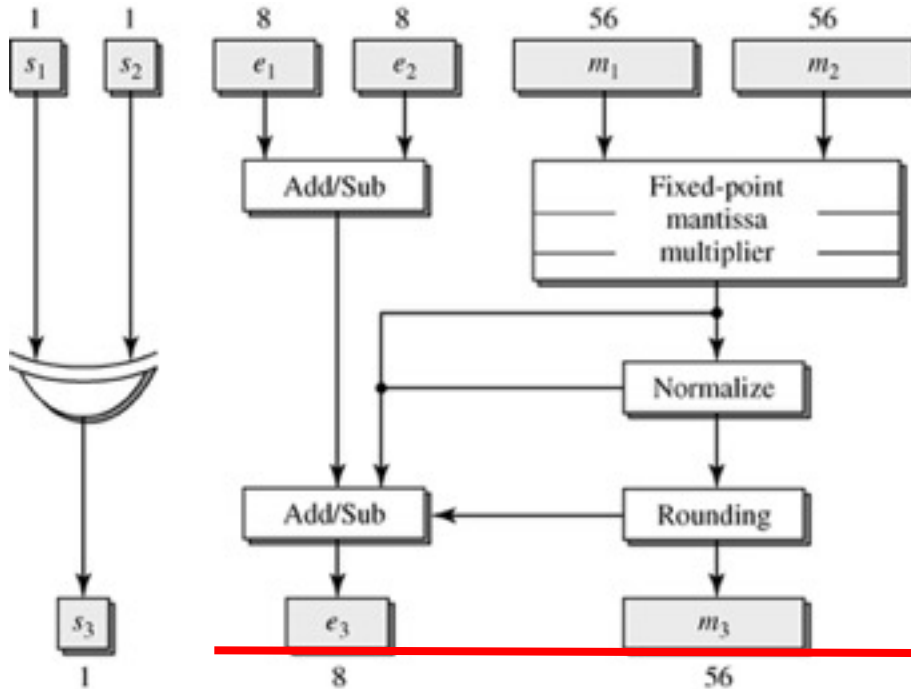 1 1 8 8 56 56
s1 s2 e1 e2 m1 m2
Add/Sub
Fixed-point
mantissa
multiplier
Normalize
Add/Sub
Rounding
s3 e3 m3
1 8 56